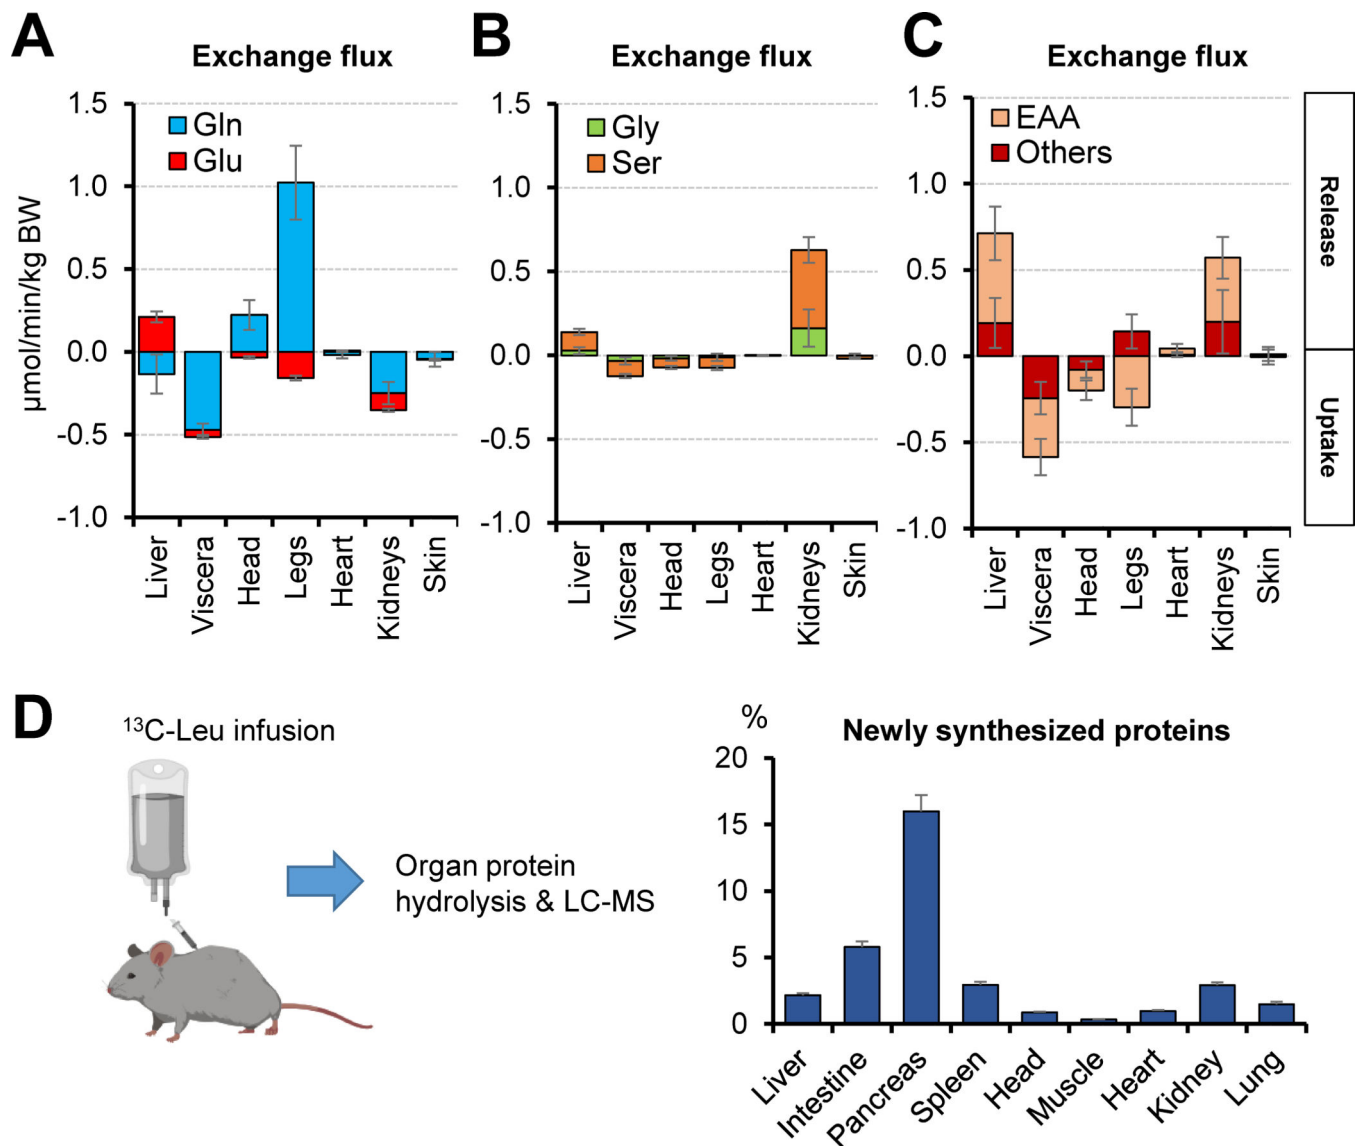 A
Exchange flux
µmol/min/kg BW
1.5
1.0
0.5
0.0
-0.5
-1.0
Gln
Glu
Liver
Viscera
Head
Legs
Heart
Kidneys
Skin
B
Exchange flux
1.5
1.0
0.5
0.0
-0.5
-1.0
Gly
Ser
Liver
Viscera
Head
Legs
Heart
Kidneys
Skin
C
Exchange flux
1.5
1.0
0.5
0.0
-0.5
-1.0
EAA
Others
Liver
Viscera
Head
Legs
Heart
Kidneys
Skin
Release
Uptake
D
¹³C-Leu infusion
Organ protein
hydrolysis & LC-MS
%
Newly synthesized proteins
20
15
10
5
0
Liver
Intestine
Pancreas
Spleen
Head
Muscle
Heart
Kidney
Lung